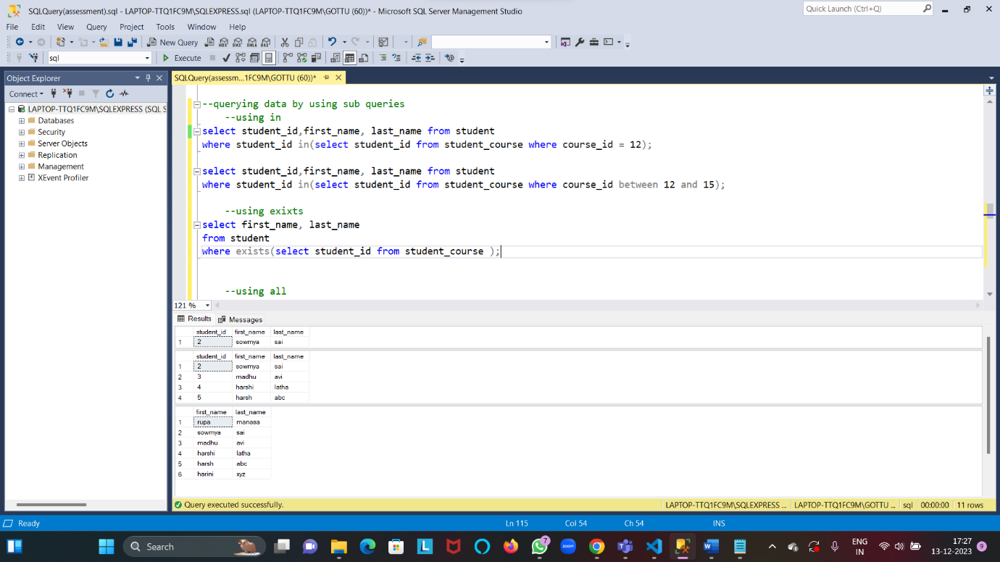 SQLQuery(assessment).sql - LAPTOP-TTQ1FC9M\SQLEXPRESS.sql (LAPTOP-TTQ1FC9M\GOTTU (60))* - Microsoft SQL Server Management Studio
Quick Launch (Ctrl+Q)
File Edit View Query Project Tools Window Help
New Query
sql
Execute
Object Explorer
Connect
LAPTOP-TTQ1FC9M\SQLEXPRESS (SQL S
Databases
Security
Server Objects
Replication
Management
XEvent Profiler
SQLQuery(assessm...1FC9M\GOTTU (60))*
--querying data by using sub queries
--using in
select student_id,first_name, last_name from student
where student_id in(select student_id from student_course where course_id = 12);
select student_id,first_name, last_name from student
where student_id in(select student_id from student_course where course_id between 12 and 15);
--using exixts
select first_name, last_name
from student
where exists(select student_id from student_course );
--using all
121 %
Results Messages
student_id first_name last_name
1 2 sowmya sai
student_id first_name last_name
1 2 sowmya sai
2 3 madhu avi
3 4 harshi latha
4 5 harsh abc
first_name last_name
1 rupa manasa
2 sowmya sai
3 madhu avi
4 harshi latha
5 harsh abc
6 harini xyz
Query executed successfully.
LAPTOP-TTQ1FC9M\SQLEXPRESS ... LAPTOP-TTQ1FC9M\GOTTU ... sql 00:00:00 11 rows
Ready
Ln 115 Col 54 Ch 54 INS
Search
7
zoom
ENG
IN
17:27
13-12-2023
9